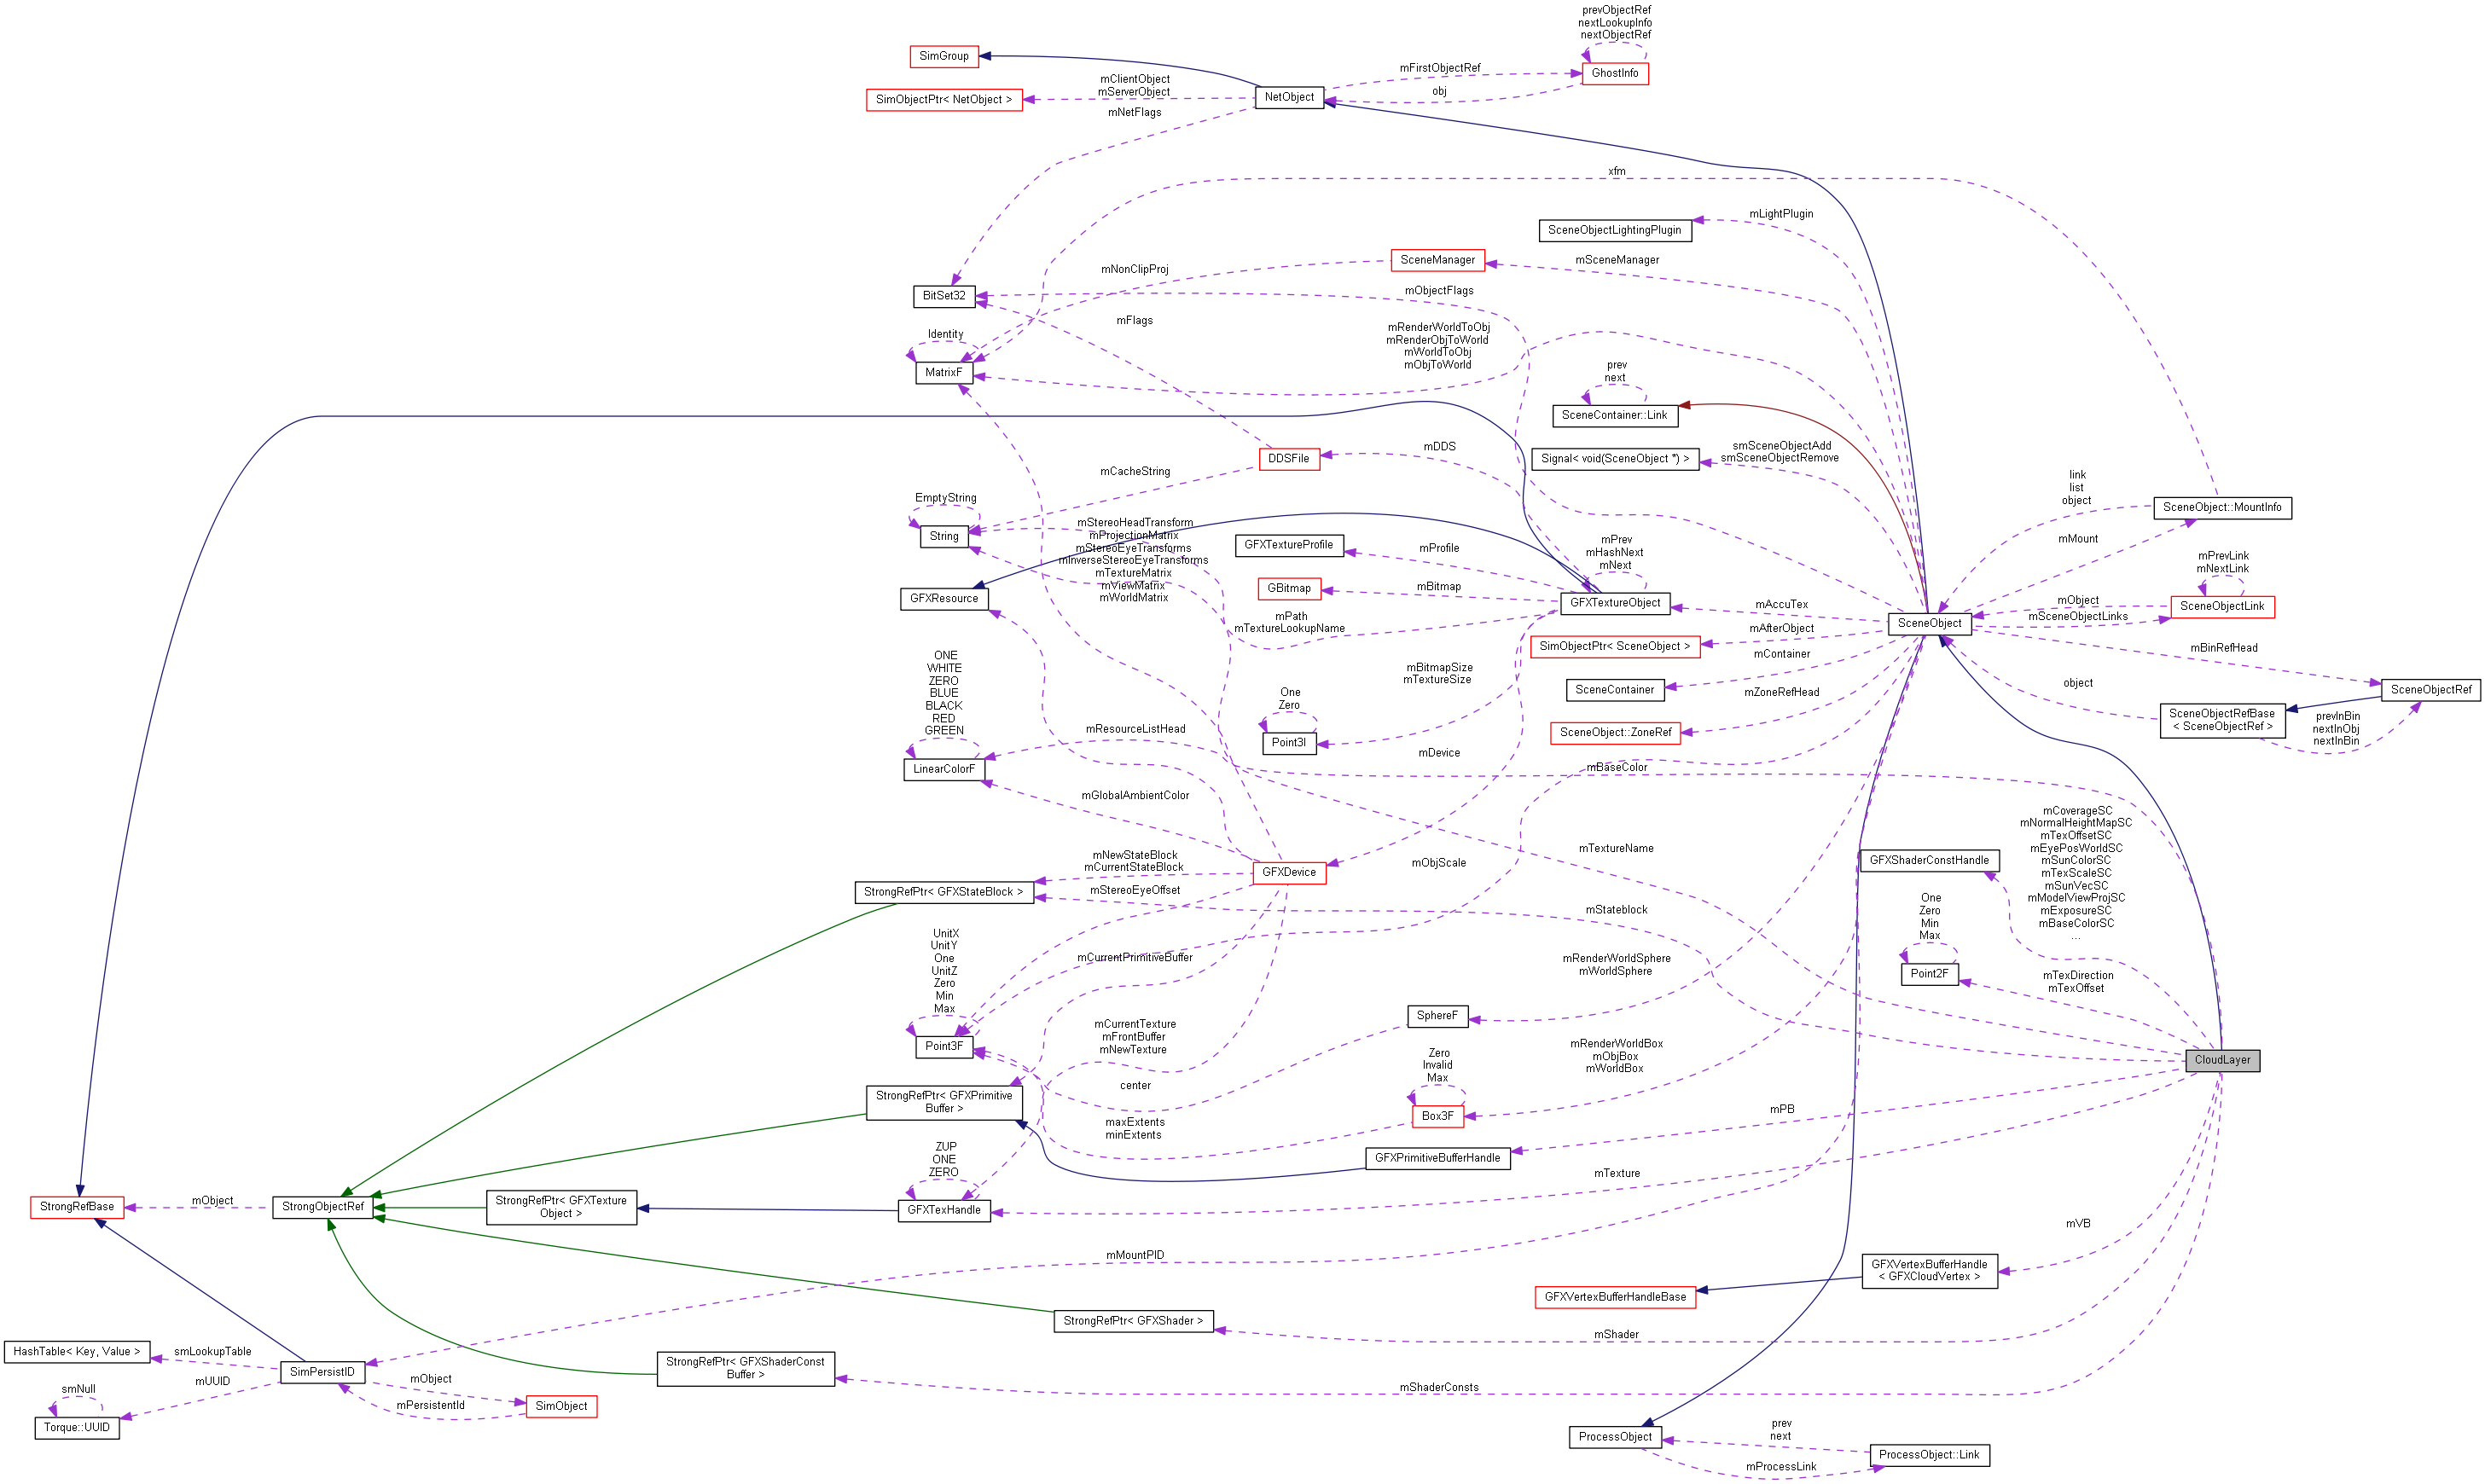 prevObjectRef
nextLookupInfo
nextObjectRef
SimGroup
mFirstObjectRef
GhostInfo
mClientObject
mServerObject
SimObjectPtr< NetObject >
NetObject
obj
mNetFlags
xfm
mLightPlugin
SceneObjectLightingPlugin
SceneManager
mSceneManager
mNonClipProj
BitSet32
mObjectFlags
mFlags
Identity
mRenderWorldToObj
mRenderObjToWorld
mWorldToObj
mObjToWorld
MatrixF
prev
next
SceneContainer::Link
mDDS
DDSFile
smSceneObjectAdd
smSceneObjectRemove
Signal< void(SceneObject *) >
mCacheString
link
list
object
SceneObject::MountInfo
EmptyString
String
mStereoHeadTransform
mProjectionMatrix
mStereoEyeTransforms
mInverseStereoEyeTransforms
mTextureMatrix
mViewMatrix
mWorldMatrix
GFXTextureProfile
mProfile
mPrev
mHashNext
mNext
mMount
mPrevLink
mNextLink
GBitmap
mBitmap
GFXResource
GFXTextureObject
mAccuTex
mObject
SceneObjectLink
mPath
mTextureLookupName
SceneObject
mSceneObjectLinks
mAfterObject
SimObjectPtr< SceneObject >
mContainer
mBinRefHead
ONE
WHITE
ZERO
BLUE
BLACK
RED
GREEN
mBitmapSize
mTextureSize
One
Zero
SceneContainer
mZoneRefHead
object
SceneObjectRef
SceneObjectRefBase
< SceneObjectRef >
prevInBin
nextInObj
nextInBin
mResourceListHead
Point3I
SceneObject::ZoneRef
mDevice
LinearColorF
mBaseColor
mGlobalAmbientColor
mCoverageSC
mNormalHeightMapSC
mTexOffsetSC
mEyePosWorldSC
mSunColorSC
mTexScaleSC
mSunVecSC
mModelViewProjSC
mExposureSC
mBaseColorSC
...
mNewStateBlock
mCurrentStateBlock
GFXDevice
mObjScale
mTextureName
GFXShaderConstHandle
StrongRefPtr< GFXStateBlock >
mStereoEyeOffset
mStateblock
One
Zero
Min
Max
UnitX
UnitY
One
UnitZ
Zero
Min
Max
mCurrentPrimitiveBuffer
mRenderWorldSphere
mWorldSphere
Point2F
mTexDirection
mTexOffset
SphereF
mCurrentTexture
mFrontBuffer
mNewTexture
Point3F
mRenderWorldBox
mObjBox
mWorldBox
Zero
Invalid
Max
CloudLayer
center
StrongRefPtr< GFXPrimitive
Buffer >
Box3F
mPB
maxExtents
minExtents
GFXPrimitiveBufferHandle
ZUP
ONE
ZERO
mTexture
StrongRefBase
mObject
StrongObjectRef
StrongRefPtr< GFXTexture
Object >
GFXTexHandle
mVB
mMountPID
GFXVertexBufferHandle
< GFXCloudVertex >
GFXVertexBufferHandleBase
StrongRefPtr< GFXShader >
mShader
HashTable< Key, Value >
smLookupTable
SimPersistID
StrongRefPtr< GFXShaderConst
Buffer >
mUUID
mObject
mShaderConsts
smNull
mPersistentId
SimObject
Torque::UUID
ProcessObject
prev
next
ProcessObject::Link
mProcessLink